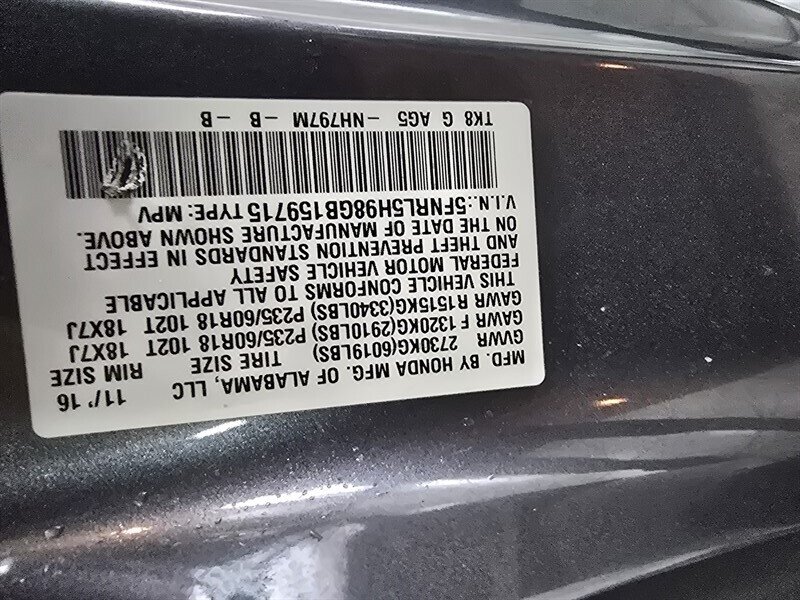 MFD. BY HONDA MFG. OF ALABAMA, LLC 11/'16
GVWR TIRE SIZE RIM SIZE
2730KG(6019LBS)
GAWR F 1320KG(2910LBS) P235/60R18 102T 18X7J
GAWR R 1515KG(3340LBS) P235/60R18 102T 18X7J
THIS VEHICLE CONFORMS TO ALL APPLICABLE
FEDERAL MOTOR VEHICLE SAFETY
AND THEFT PREVENTION STANDARDS IN EFFECT
ON THE DATE OF MANUFACTURE SHOWN ABOVE.
V.I.N.:5FNRL5H98GB159715 TYPE: MPV
TK8 G AG5 -NH797M -B -B